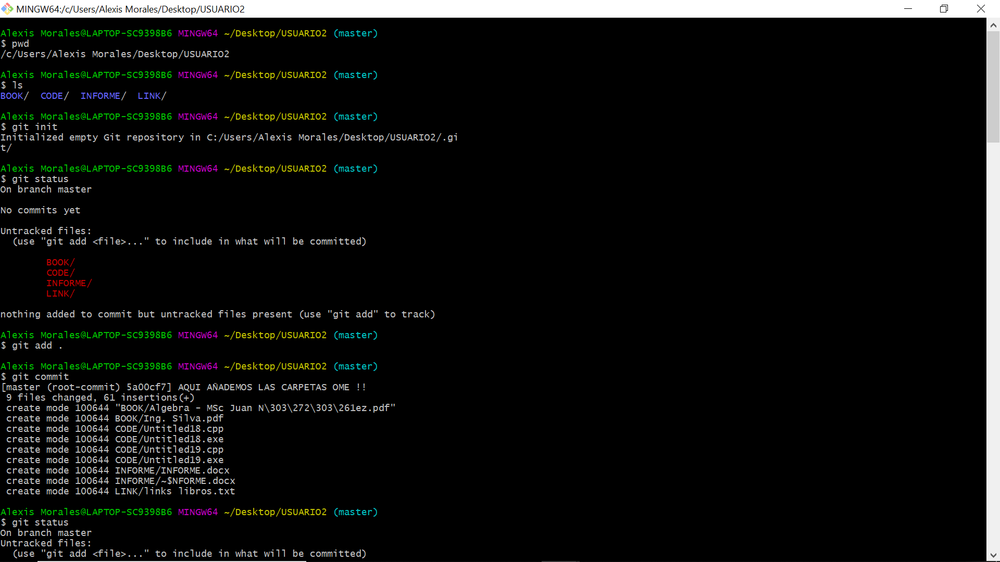 MINGW64:/c/Users/Alexis Morales/Desktop/USUARIO2
Alexis Morales@LAPTOP-SC9398B6 MINGW64 ~/Desktop/USUARIO2 (master)
$ pwd
/c/Users/Alexis Morales/Desktop/USUARIO2
Alexis Morales@LAPTOP-SC9398B6 MINGW64 ~/Desktop/USUARIO2 (master)
$ ls
BOOK/  CODE/  INFORME/  LINK/
Alexis Morales@LAPTOP-SC9398B6 MINGW64 ~/Desktop/USUARIO2 (master)
$ git init
Initialized empty Git repository in C:/Users/Alexis Morales/Desktop/USUARIO2/.gi
t/
Alexis Morales@LAPTOP-SC9398B6 MINGW64 ~/Desktop/USUARIO2 (master)
$ git status
On branch master
No commits yet
Untracked files:
  (use "git add <file>..." to include in what will be committed)
        BOOK/
        CODE/
        INFORME/
        LINK/
nothing added to commit but untracked files present (use "git add" to track)
Alexis Morales@LAPTOP-SC9398B6 MINGW64 ~/Desktop/USUARIO2 (master)
$ git add .
Alexis Morales@LAPTOP-SC9398B6 MINGW64 ~/Desktop/USUARIO2 (master)
$ git commit
[master (root-commit) 5a00cf7] AQUI AÑADEMOS LAS CARPETAS OME !!
 9 files changed, 61 insertions(+)
 create mode 100644 "BOOK/Algebra - MSc Juan N\303\272\303\261ez.pdf"
 create mode 100644 BOOK/Ing. Silva.pdf
 create mode 100644 CODE/Untitled18.cpp
 create mode 100644 CODE/Untitled18.exe
 create mode 100644 CODE/Untitled19.cpp
 create mode 100644 CODE/Untitled19.exe
 create mode 100644 INFORME/INFORME.docx
 create mode 100644 INFORME/~$NFORME.docx
 create mode 100644 LINK/links libros.txt
Alexis Morales@LAPTOP-SC9398B6 MINGW64 ~/Desktop/USUARIO2 (master)
$ git status
On branch master
Untracked files:
  (use "git add <file>..." to include in what will be committed)